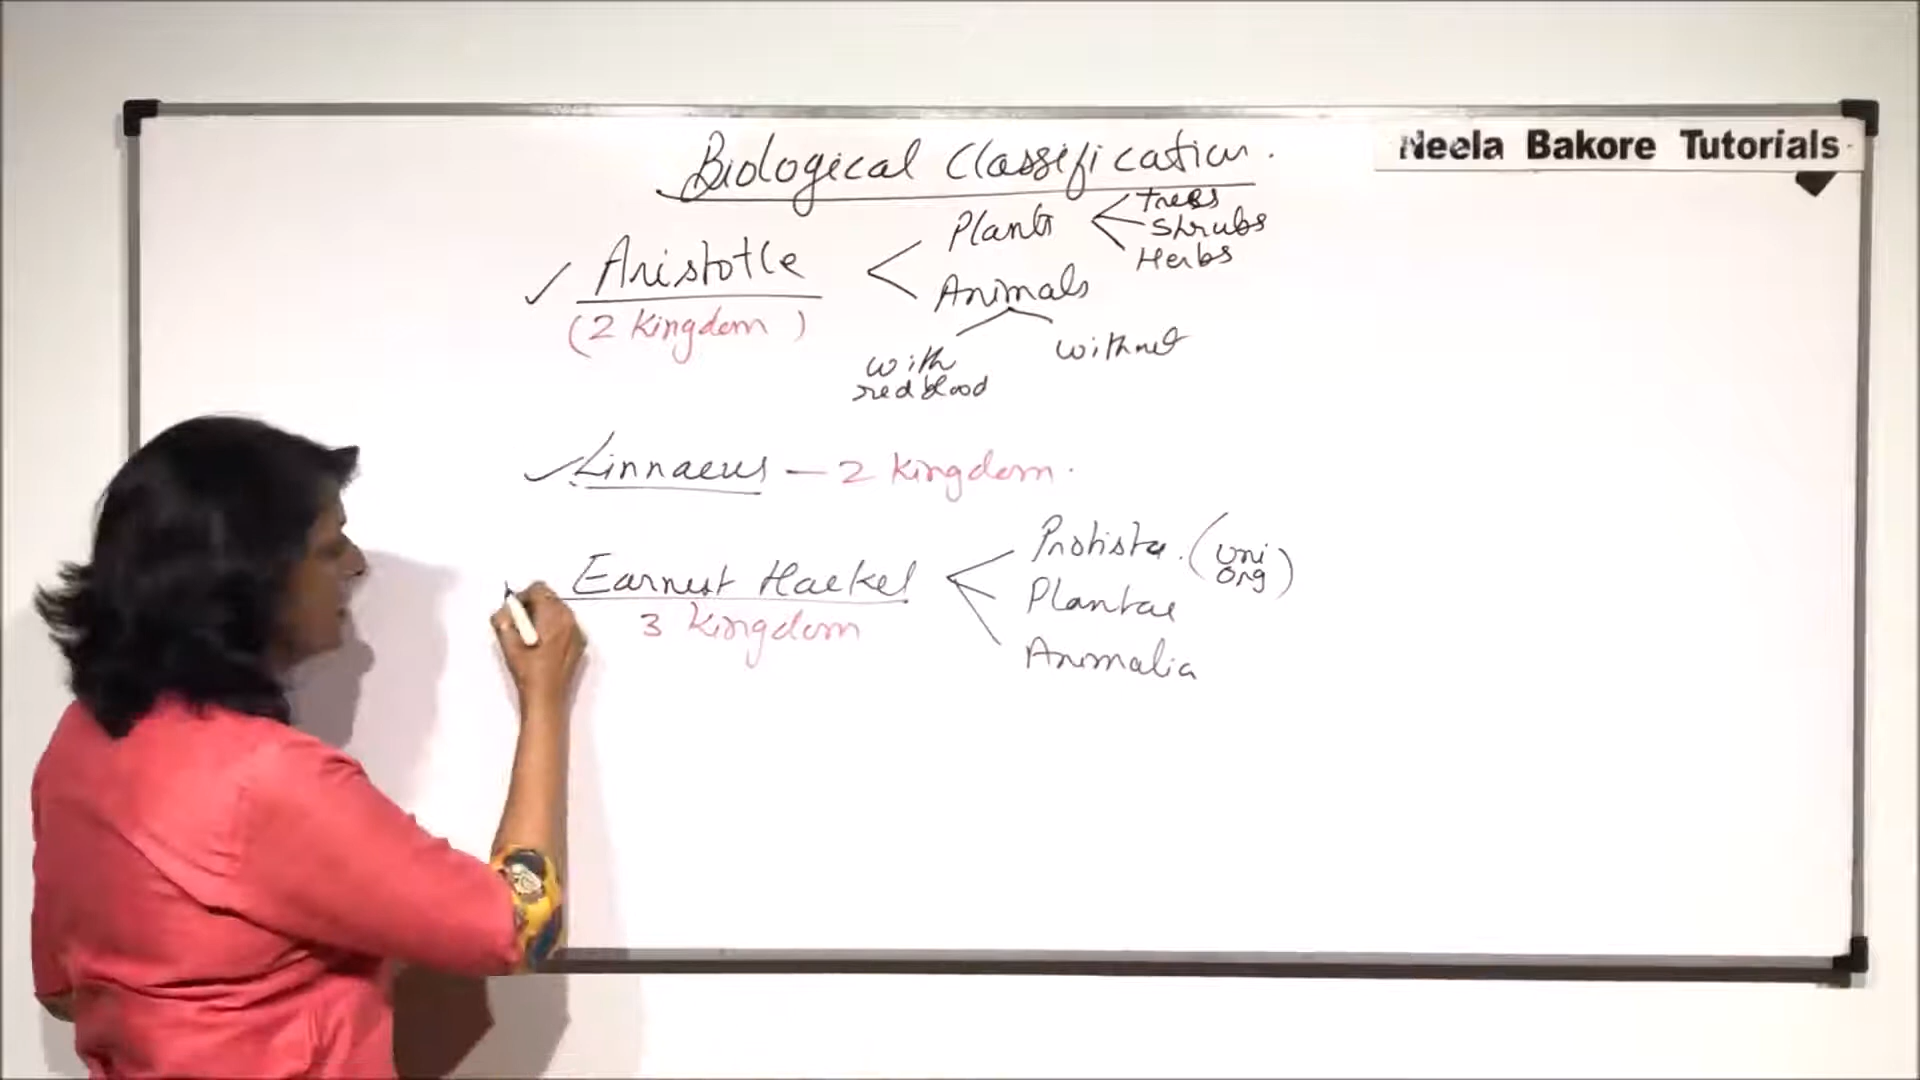 Biological Classification.
Neela Bakore Tutorials
Aristotle
(2 Kingdom)
Plants
Trees
Shrubs
Herbs
Animals
with
red blood
without
Linnaeus - 2 Kingdom.
Earnest Haekel
3 Kingdom
Protista. (Uni
Org)
Plantae
Animalia